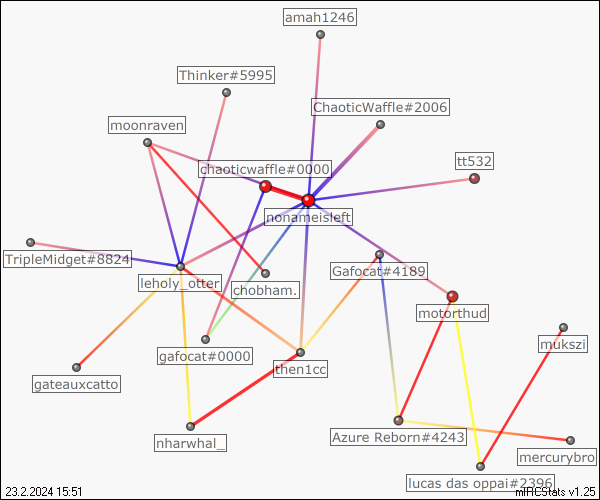 amah1246
Thinker#5995
ChaoticWaffle#2006
moonraven
tt532
chaoticwaffle#0000
nonameisleft
TripleMidget#8824
Gafocat#4189
leholy_otter
chobham.
motorthud
mukszi
gafocat#0000
then1cc
gateauxcatto
Azure Reborn#4243
nharwhal_
mercurybro
lucas das oppai#2396
23.2.2024 15:51
mIRCStats v1.25